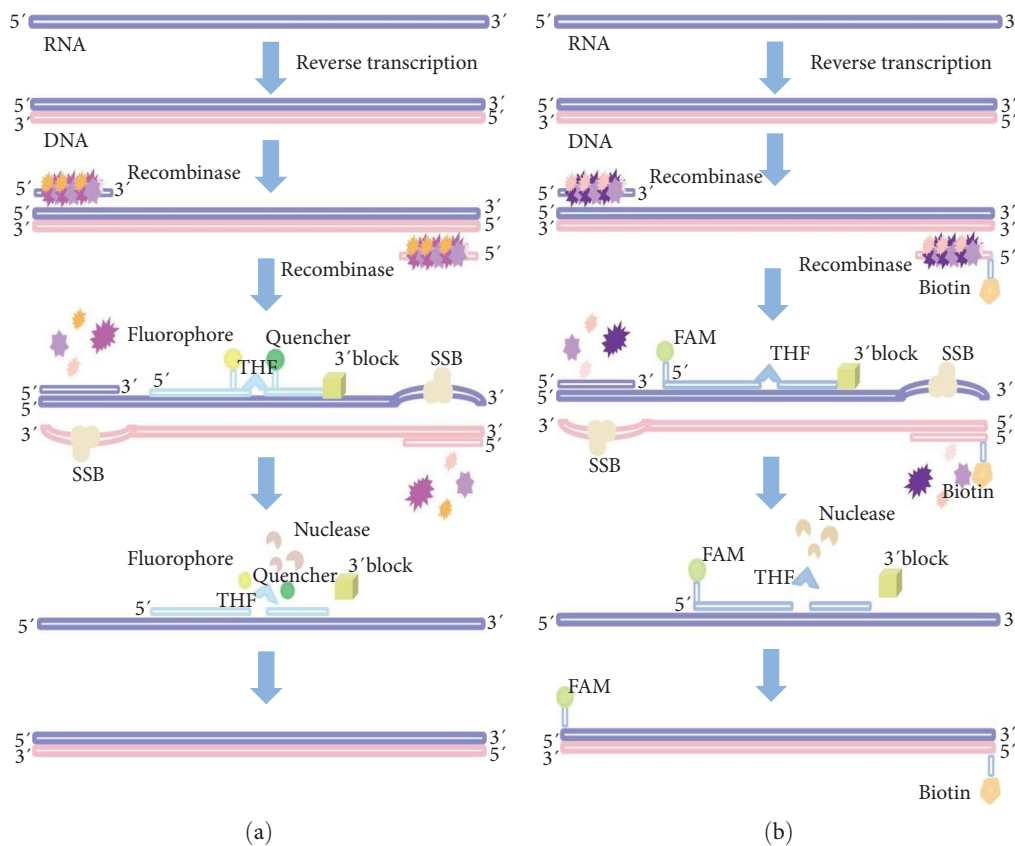 5′ 3′
RNA
Reverse transcription
5′ 5′
3′
DNA
Recombinase
5′ 3′
5′ 3′
3′ 5′
Recombinase 5′
Fluorophore Quencher
THF 3′block SSB
5′
3′
5′ 3′
3′ 3′
5′
SSB
Nuclease
Fluorophore
Quencher 3′block
THF
5′
5′ 3′
5′ 3′
3′ 5′
(a)
5′ 3
RNA
Reverse transcription
5′ 3′
3′ 5′
DNA
Recombinase
5′ 3′
5′ 3′
3′ 3′
Recombinase 5′
Biotin
FAM THF 3′block SSB
5′
5′ 3′
5′ 3′
3′ 5′
5′
SSB
Biotin
Nuclease
FAM
THF 3′block
5′
5′ 3
FAM
5′ 3′
3′ 5′
Biotin
(b)